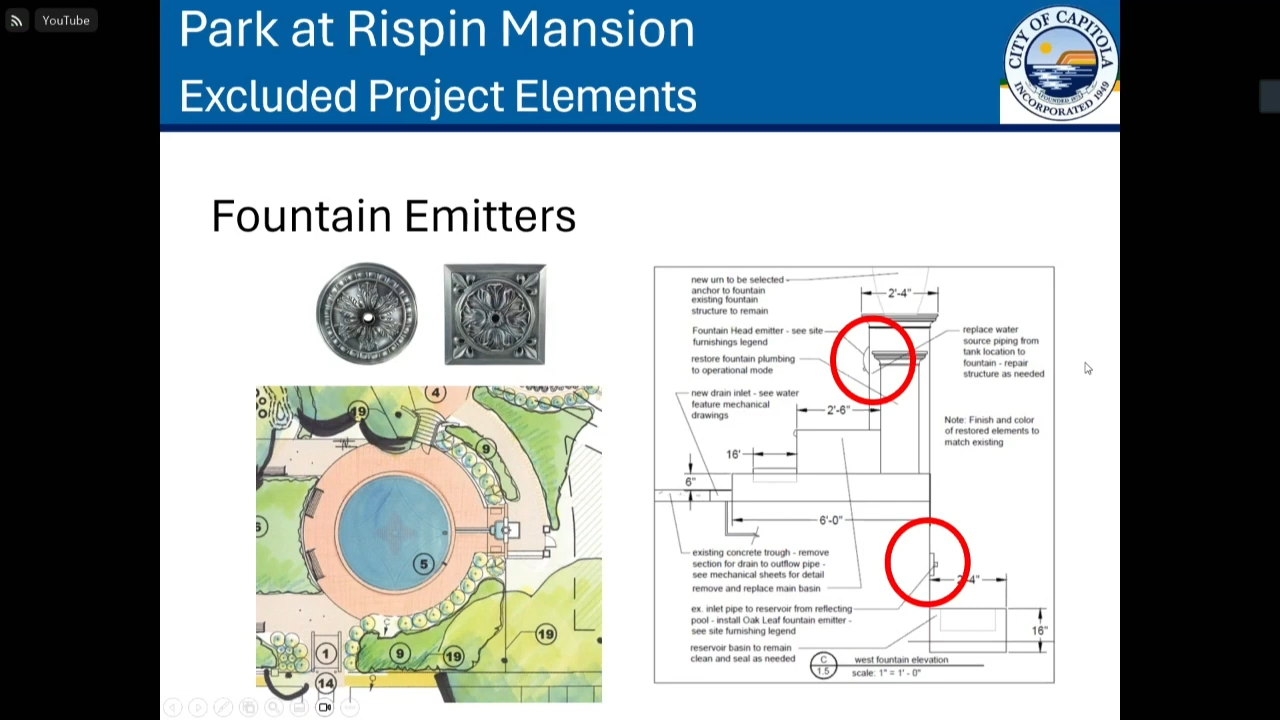 YouTube
Park at Rispin Mansion
Excluded Project Elements
CITY OF CAPITOLA
INCORPORATED 1949
Fountain Emitters
4
19
9
5
9
19
19
1
14
new urn to be selected -
anchor to fountain
existing fountain
structure to remain
2'-4"
Fountain Head emitter - see site
furnishings legend
restore fountain plumbing
to operational mode
replace water
source piping from
tank location to
fountain - repair
structure as needed
new drain inlet - see water
feature mechanical
drawings
2'-6"
Note: Finish and color
of restored elements to
match existing
16'
6"
6'-0"
existing concrete trough - remove
section for drain to outflow pipe -
see mechanical sheets for detail
remove and replace main basin
ex. inlet pipe to reservoir from reflecting
pool - install Oak Leaf fountain emitter -
see site furnishing legend
reservoir basin to remain
clean and seal as needed
16"
C
1.5
west fountain elevation
scale: 1" = 1' - 0"